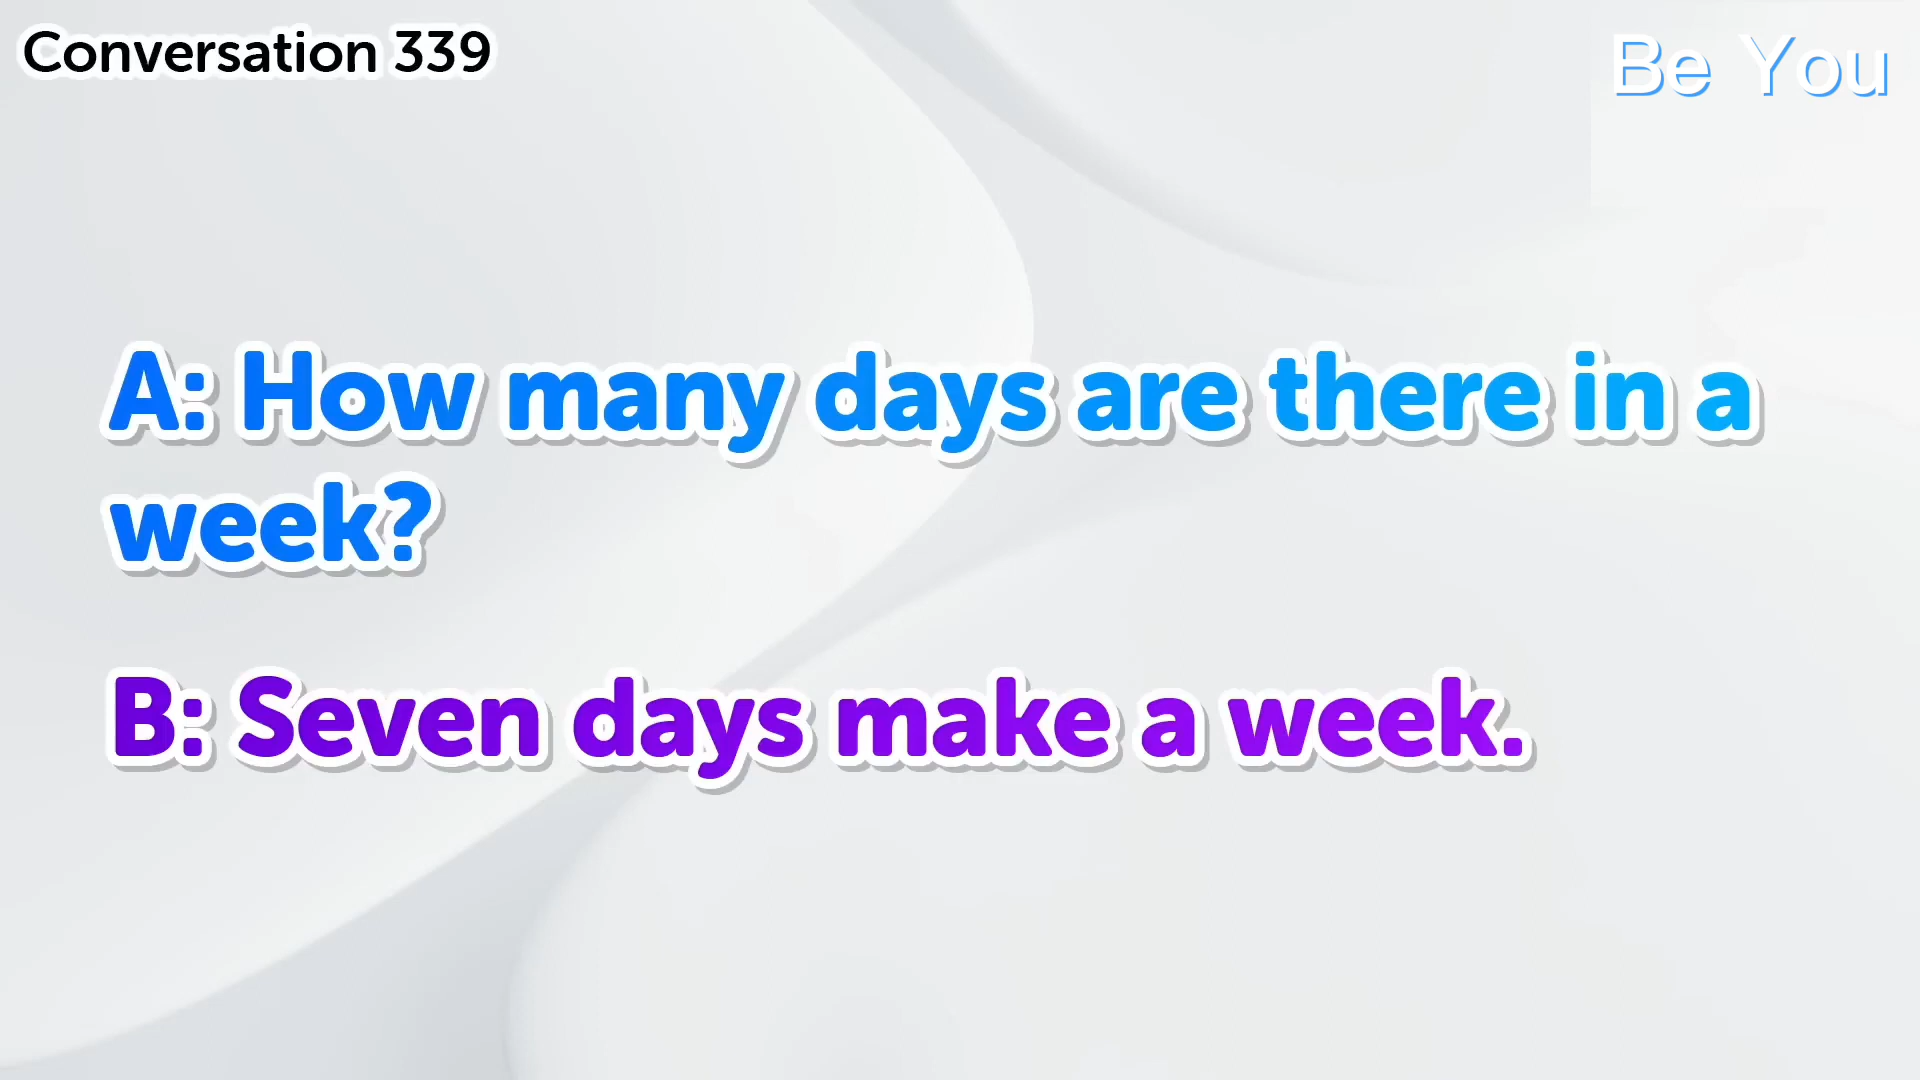 Conversation 339
Be You
A: How many days are there in a
week?
B: Seven days make a week.